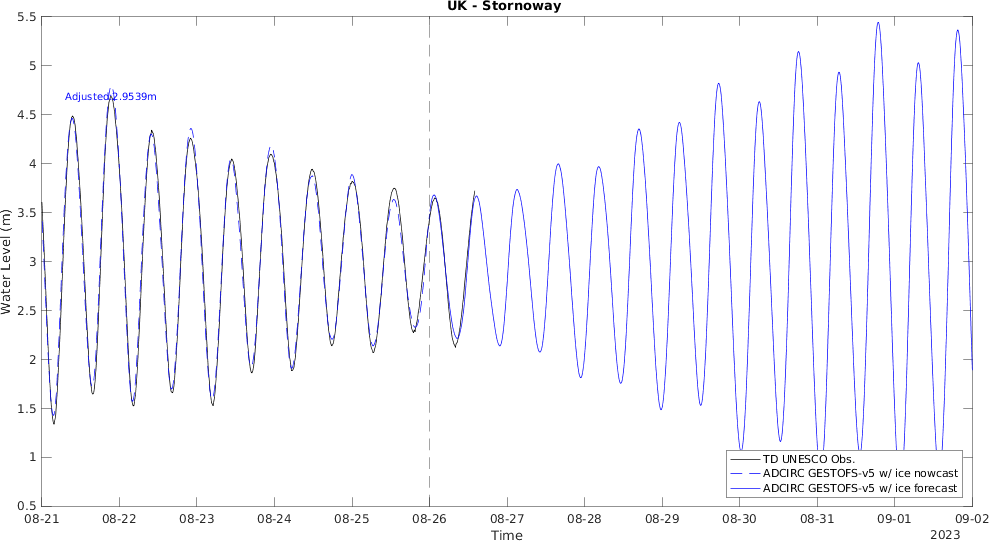 UK - Stornoway
5.5
5
4.5
4
3.5
3
2.5
2
1.5
1
0.5
Water Level (m)
Adjusted 2.9539m
TD UNESCO Obs.
ADCIRC GESTOFS-v5 w/ ice nowcast
ADCIRC GESTOFS-v5 w/ ice forecast
08-21 08-22 08-23 08-24 08-25 08-26 08-27 08-28 08-29 08-30 08-31 09-01 09-02
Time
2023